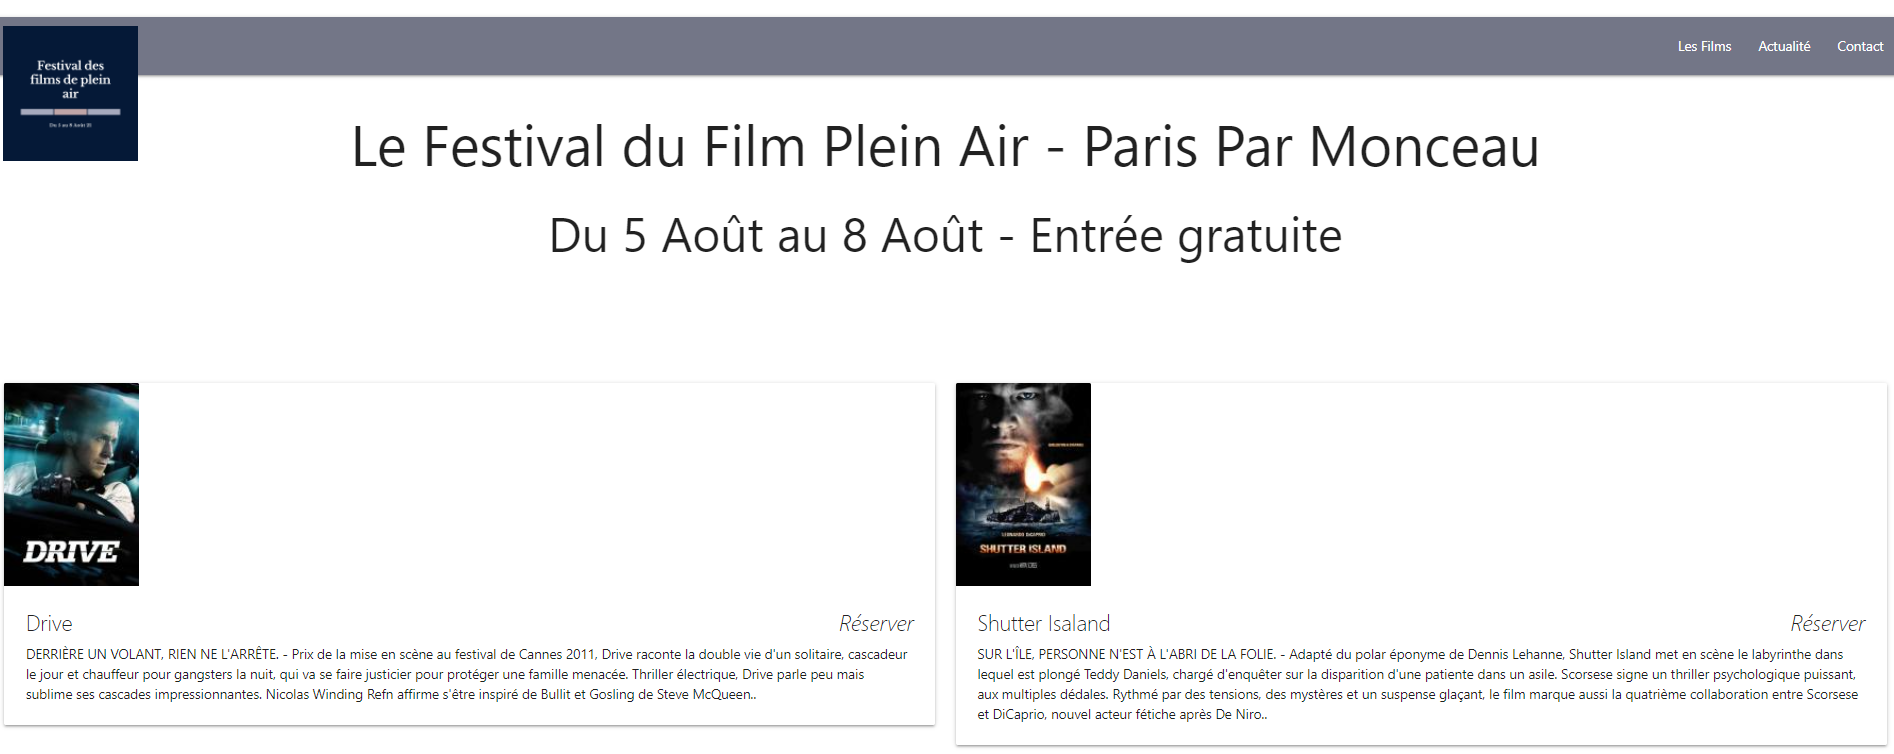 Festival des
films de plein
air
Du 5 au 8 Août 21
Les Films
Actualité
Contact
Le Festival du Film Plein Air - Paris Par Monceau
Du 5 Août au 8 Août - Entrée gratuite
DRIVE
Drive
Réserver
DERRIÈRE UN VOLANT, RIEN NE L'ARRÊTE. - Prix de la mise en scène au festival de Cannes 2011, Drive raconte la double vie d'un solitaire, cascadeur
le jour et chauffeur pour gangsters la nuit, qui va se faire justicier pour protéger une famille menacée. Thriller électrique, Drive parle peu mais
sublime ses cascades impressionnantes. Nicolas Winding Refn affirme s'être inspiré de Bullit et Gosling de Steve McQueen..
LEONARDO DiCAPRIO
SHUTTER ISLAND
Shutter Isaland
Réserver
SUR L'ÎLE, PERSONNE N'EST À L'ABRI DE LA FOLIE. - Adapté du polar éponyme de Dennis Lehanne, Shutter Island met en scène le labyrinthe dans
lequel est plongé Teddy Daniels, chargé d'enquêter sur la disparition d'une patiente dans un asile. Scorsese signe un thriller psychologique puissant,
aux multiples dédales. Rythmé par des tensions, des mystères et un suspense glaçant, le film marque aussi la quatrième collaboration entre Scorsese
et DiCaprio, nouvel acteur fétiche après De Niro..